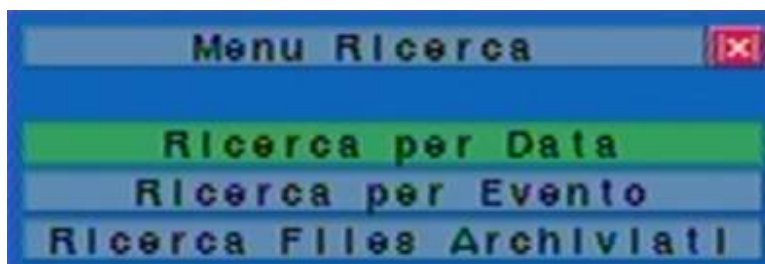 Menu Ricerca
Ricerca per Data
Ricerca per Evento
Ricerca Files Archiviati